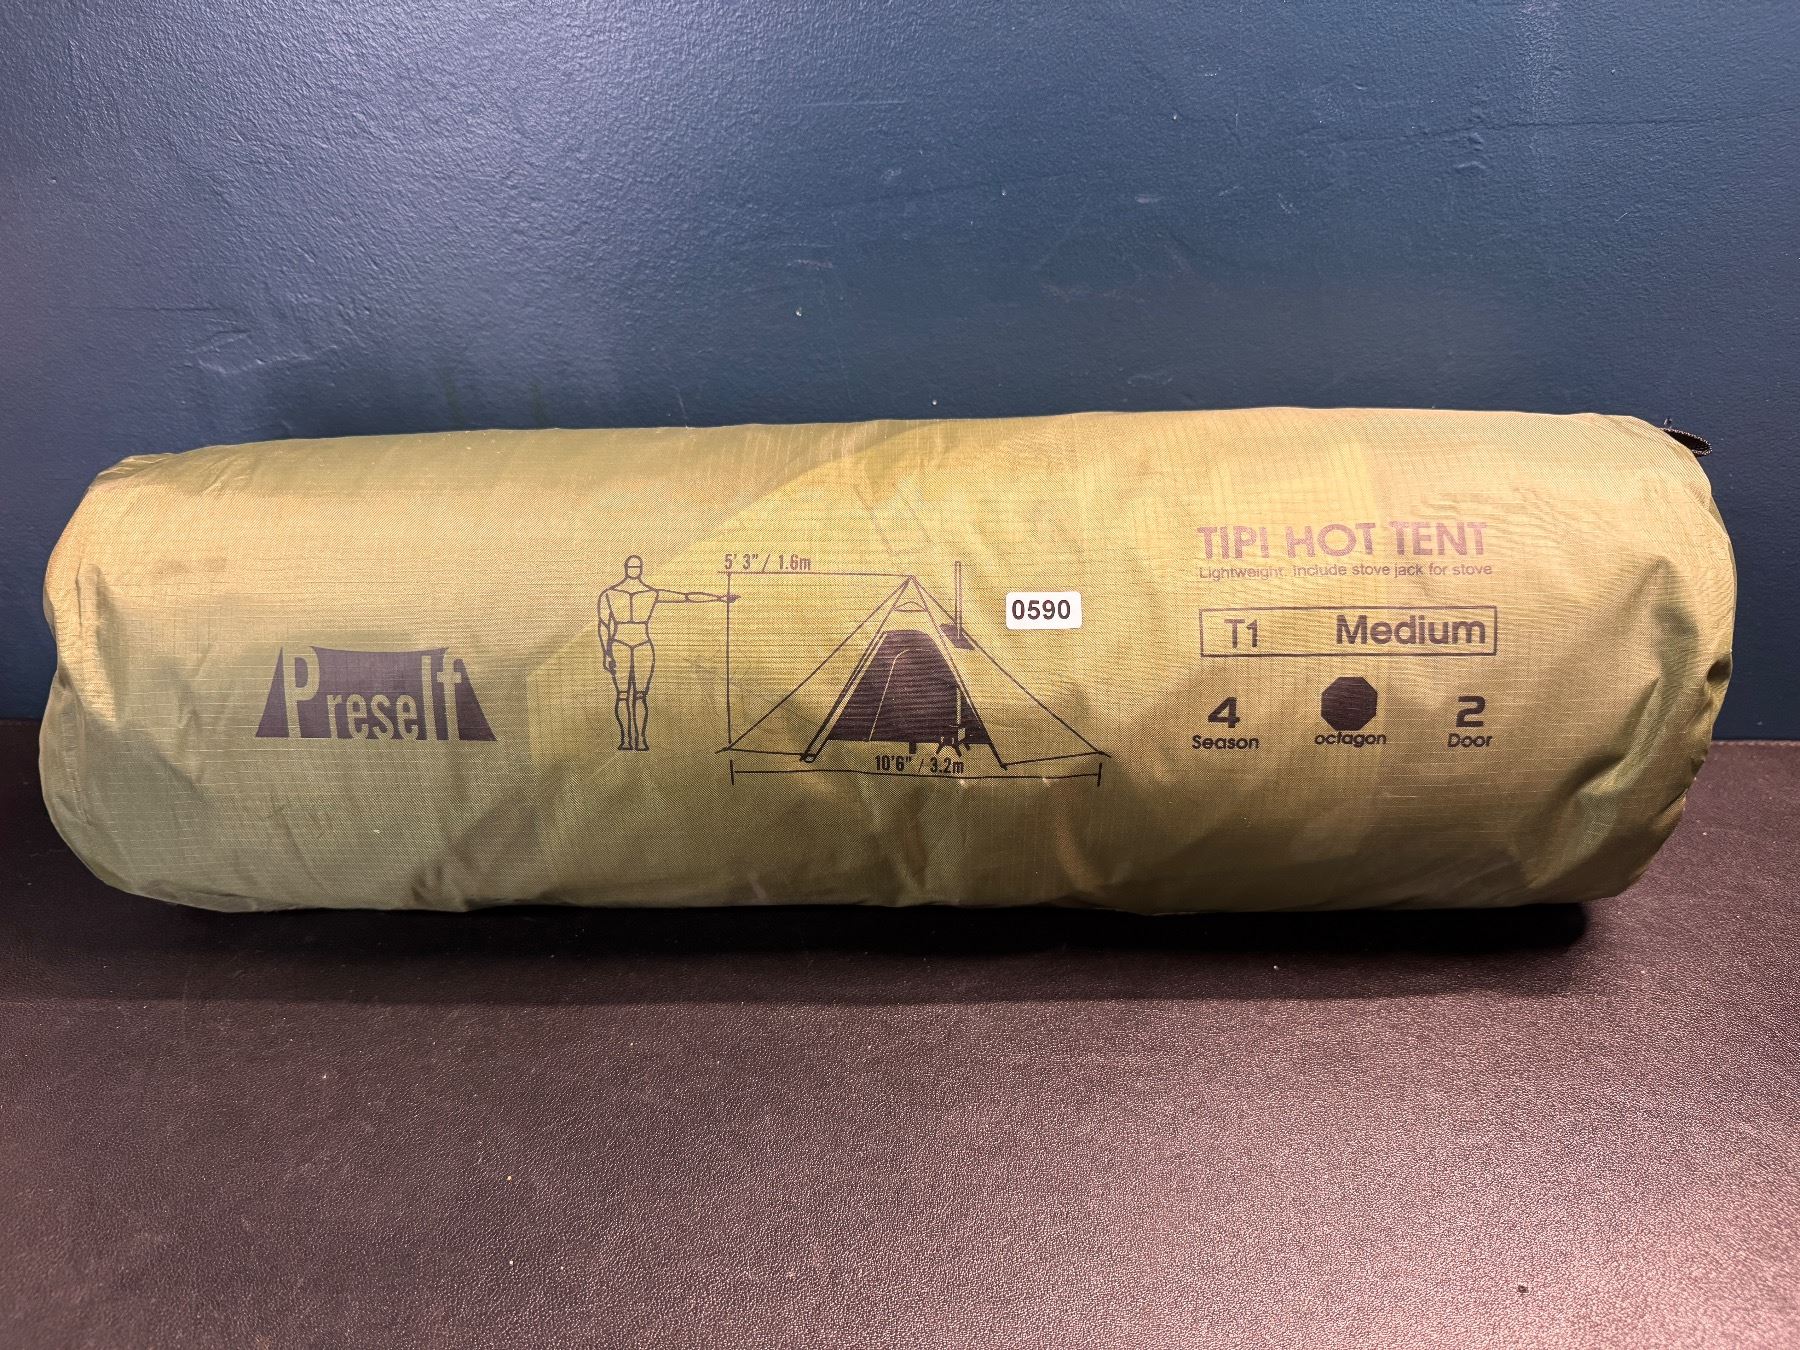 Preself
5' 3" / 1.6m
10'6" / 3.2m
0590
TIPI HOT TENT
Lightweight. Include stove jack for stove
T1 Medium
4 Season
octagon
2 Door